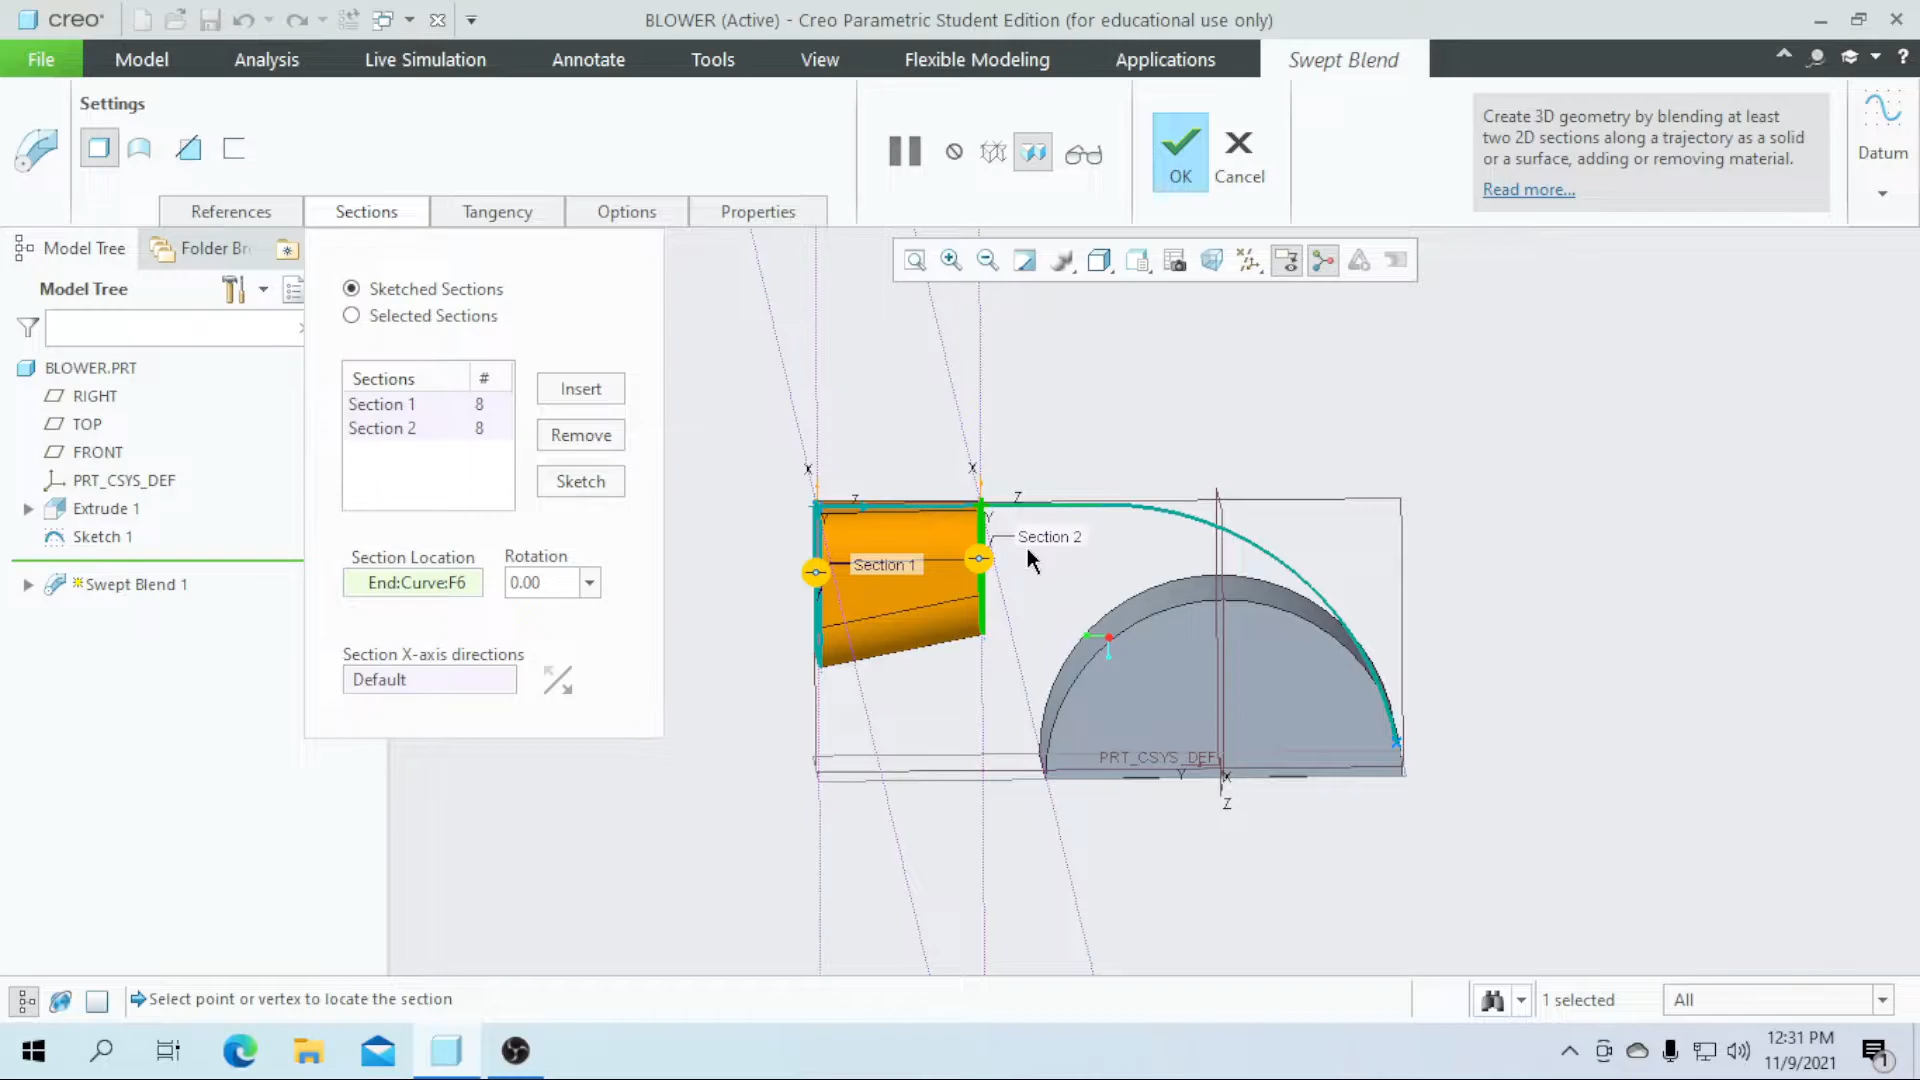 creo
BLOWER (Active) - Creo Parametric Student Edition (for educational use only)
File Model Analysis Live Simulation Annotate Tools View Flexible Modeling Applications Swept Blend
Settings
OK Cancel
Create 3D geometry by blending at least
two 2D sections along a trajectory as a solid
or a surface, adding or removing material.
Read more...
Datum
References Sections Tangency Options Properties
Model Tree Folder Br
Model Tree
BLOWER.PRT
RIGHT
TOP
FRONT
PRT_CSYS_DEF
Extrude 1
Sketch 1
Swept Blend 1
Sketched Sections
Selected Sections
Sections #
Section 1 8
Section 2 8
Insert
Remove
Sketch
Section Location Rotation
End:Curve:F6 0.00
Section X-axis directions
Default
X X
Z Z
Y Y
Section 2
Section 1
PRT_CSYS_DEF
Y X
Z
Select point or vertex to locate the section
1 selected All
12:31 PM
11/9/2021
1